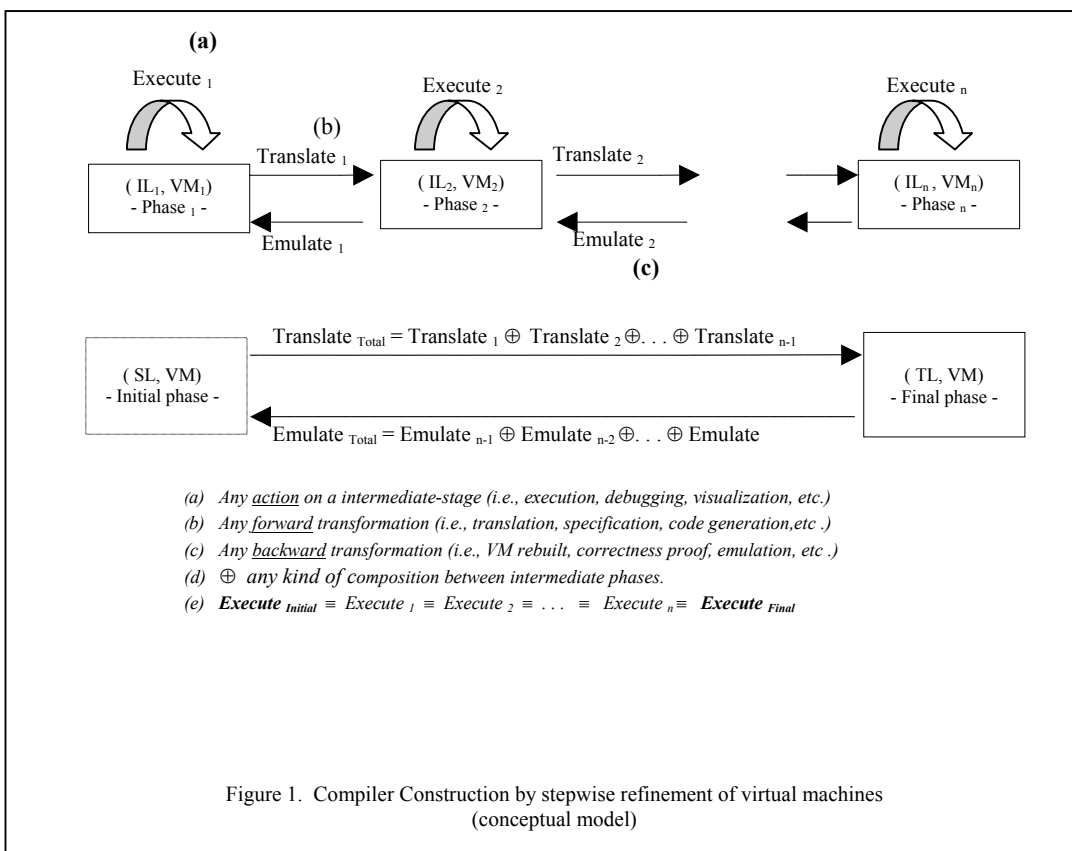 (a)
Execute 1
Execute 2
Execute n
(b)
Translate 1
Translate 2
( IL1, VM1)
- Phase 1 -
( IL2, VM2)
- Phase 2 -
( ILn , VMn)
- Phase n -
Emulate 1
Emulate 2
(c)
Translate Total = Translate 1 ⊕ Translate 2 ⊕. . . ⊕ Translate n-1
( SL, VM)
- Initial phase -
( TL, VM)
- Final phase -
Emulate Total = Emulate n-1 ⊕ Emulate n-2 ⊕. . . ⊕ Emulate
(a) Any action on a intermediate-stage (i.e., execution, debugging, visualization, etc.)
(b) Any forward transformation (i.e., translation, specification, code generation,etc .)
(c) Any backward transformation (i.e., VM rebuilt, correctness proof, emulation, etc .)
(d) ⊕ any kind of composition between intermediate phases.
(e) Execute Initial ≡ Execute 1 ≡ Execute 2 ≡ . . . ≡ Execute n ≡ Execute Final
Figure 1. Compiler Construction by stepwise refinement of virtual machines
(conceptual model)